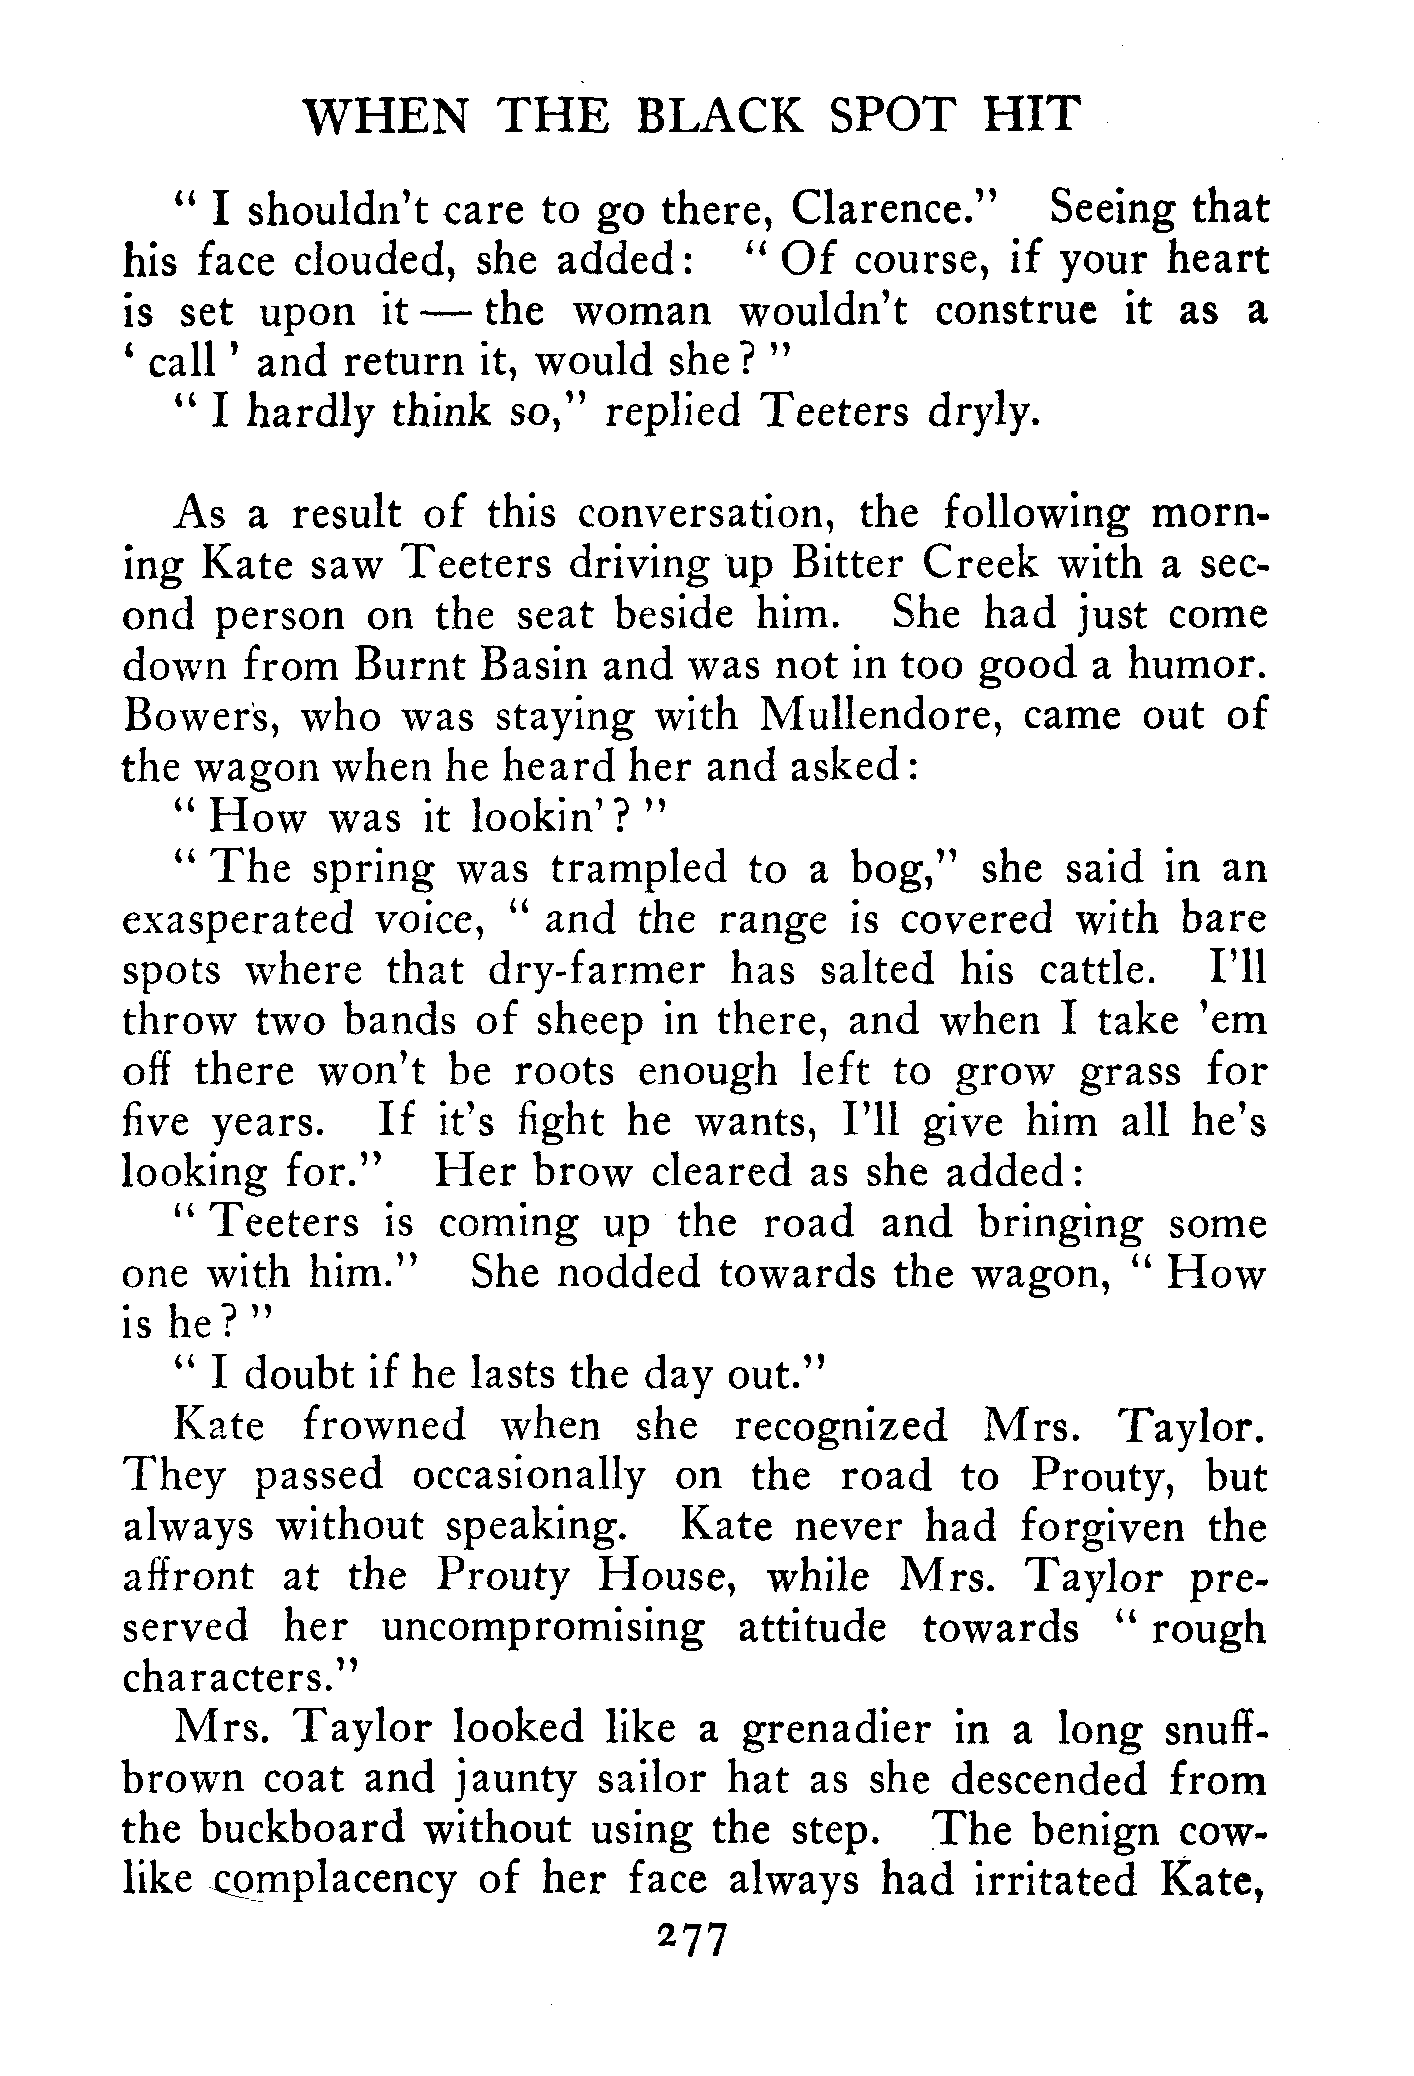 WHEN THE BLACK SPOT HIT
“ I shouldn’t care to go there, Clarence.” Seeing that
his face clouded, she added: “ Of course, if your heart
is set upon it — the woman wouldn’t construe it as a
‘ call ’ and return it, would she? ”
“ I hardly think so,” replied Teeters dryly.
As a result of this conversation, the following morn-
ing Kate saw Teeters driving up Bitter Creek with a sec-
ond person on the seat beside him. She had just come
down from Burnt Basin and was not in too good a humor.
Bowers, who was staying with Mullendore, came out of
the wagon when he heard her and asked:
“ How was it lookin’? ”
“ The spring was trampled to a bog,” she said in an
exasperated voice, “ and the range is covered with bare
spots where that dry-farmer has salted his cattle. I’ll
throw two bands of sheep in there, and when I take ’em
off there won’t be roots enough left to grow grass for
five years. If it’s fight he wants, I’ll give him all he’s
looking for.” Her brow cleared as she added:
“ Teeters is coming up the road and bringing some
one with him.” She nodded towards the wagon, “ How
is he? ”
“ I doubt if he lasts the day out.”
Kate frowned when she recognized Mrs. Taylor.
They passed occasionally on the road to Prouty, but
always without speaking. Kate never had forgiven the
affront at the Prouty House, while Mrs. Taylor pre-
served her uncompromising attitude towards “ rough
characters.”
Mrs. Taylor looked like a grenadier in a long snuff-
brown coat and jaunty sailor hat as she descended from
the buckboard without using the step. The benign cow-
like complacency of her face always had irritated Kate,
277